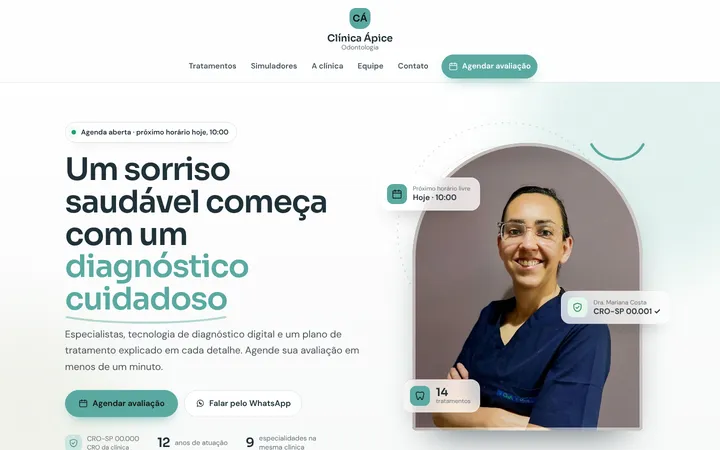 CÁ
Clínica Ápice
Odontologia
Tratamentos Simuladores A clínica Equipe Contato Agendar avaliação
Agenda aberta · próximo horário hoje, 10:00
Um sorriso
saudável começa
com um
diagnóstico
cuidadoso
Especialistas, tecnologia de diagnóstico digital e um plano de
tratamento explicado em cada detalhe. Agende sua avaliação em
menos de um minuto.
Agendar avaliação Falar pelo WhatsApp
CRO-SP 00.000
CRO da clínica
12 anos de atuação
9 especialidades na
mesma clínica
Próximo horário livre
Hoje · 10:00
Dra. Mariana Costa
CRO-SP 00.001 ✓
14
tratamentos